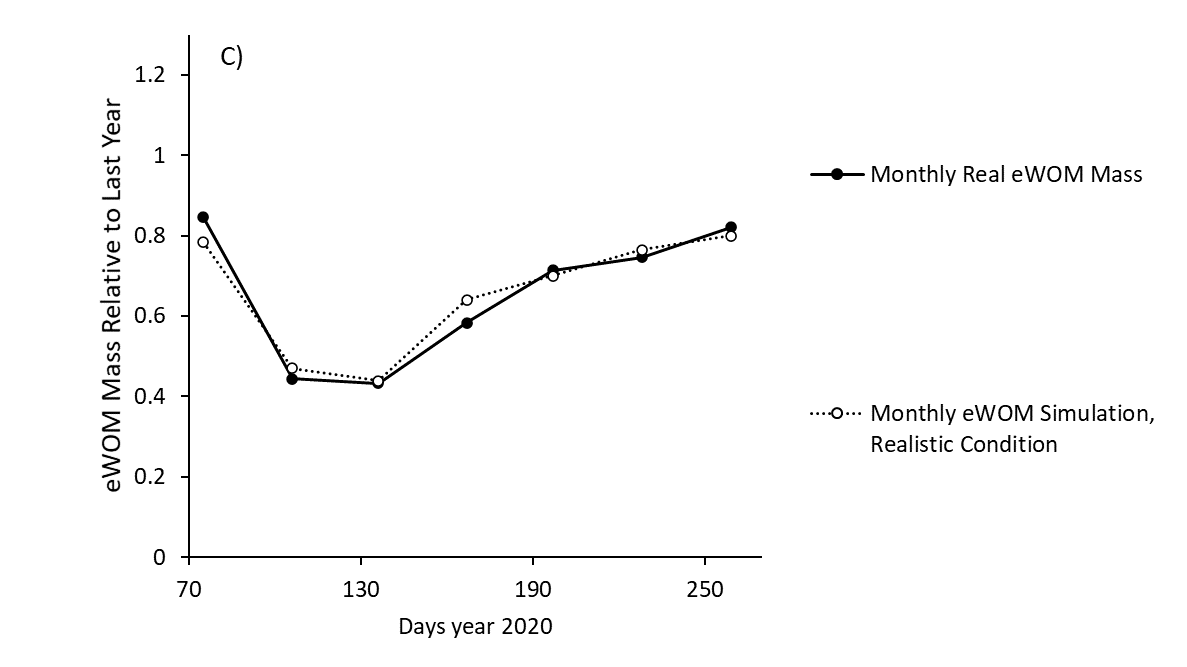 C)
1.2
1
0.8
0.6
0.4
0.2
0
eWOM Mass Relative to Last Year
70
130
190
250
Days year 2020
Monthly Real eWOM Mass
Monthly eWOM Simulation,
Realistic Condition